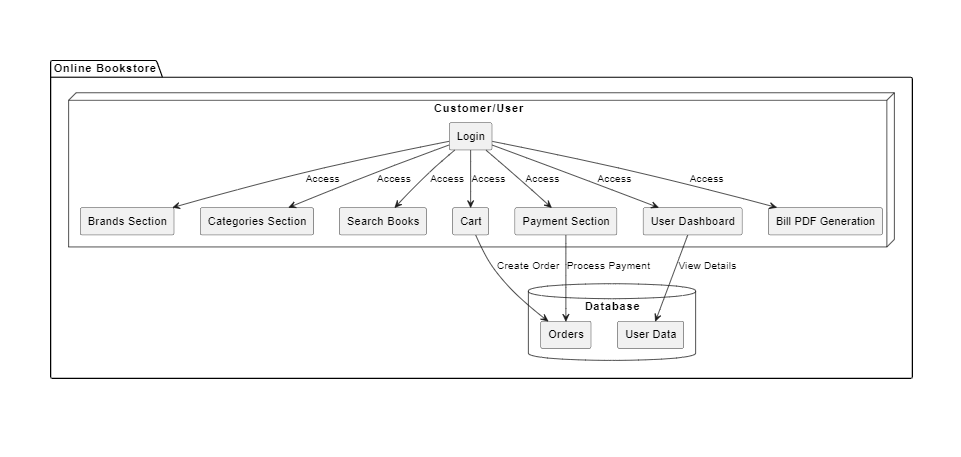 Online Bookstore
Customer/User
Login
Access Access Access Access Access Access Access
Brands Section Categories Section Search Books Cart Payment Section User Dashboard Bill PDF Generation
Create Order Process Payment View Details
Database
Orders User Data